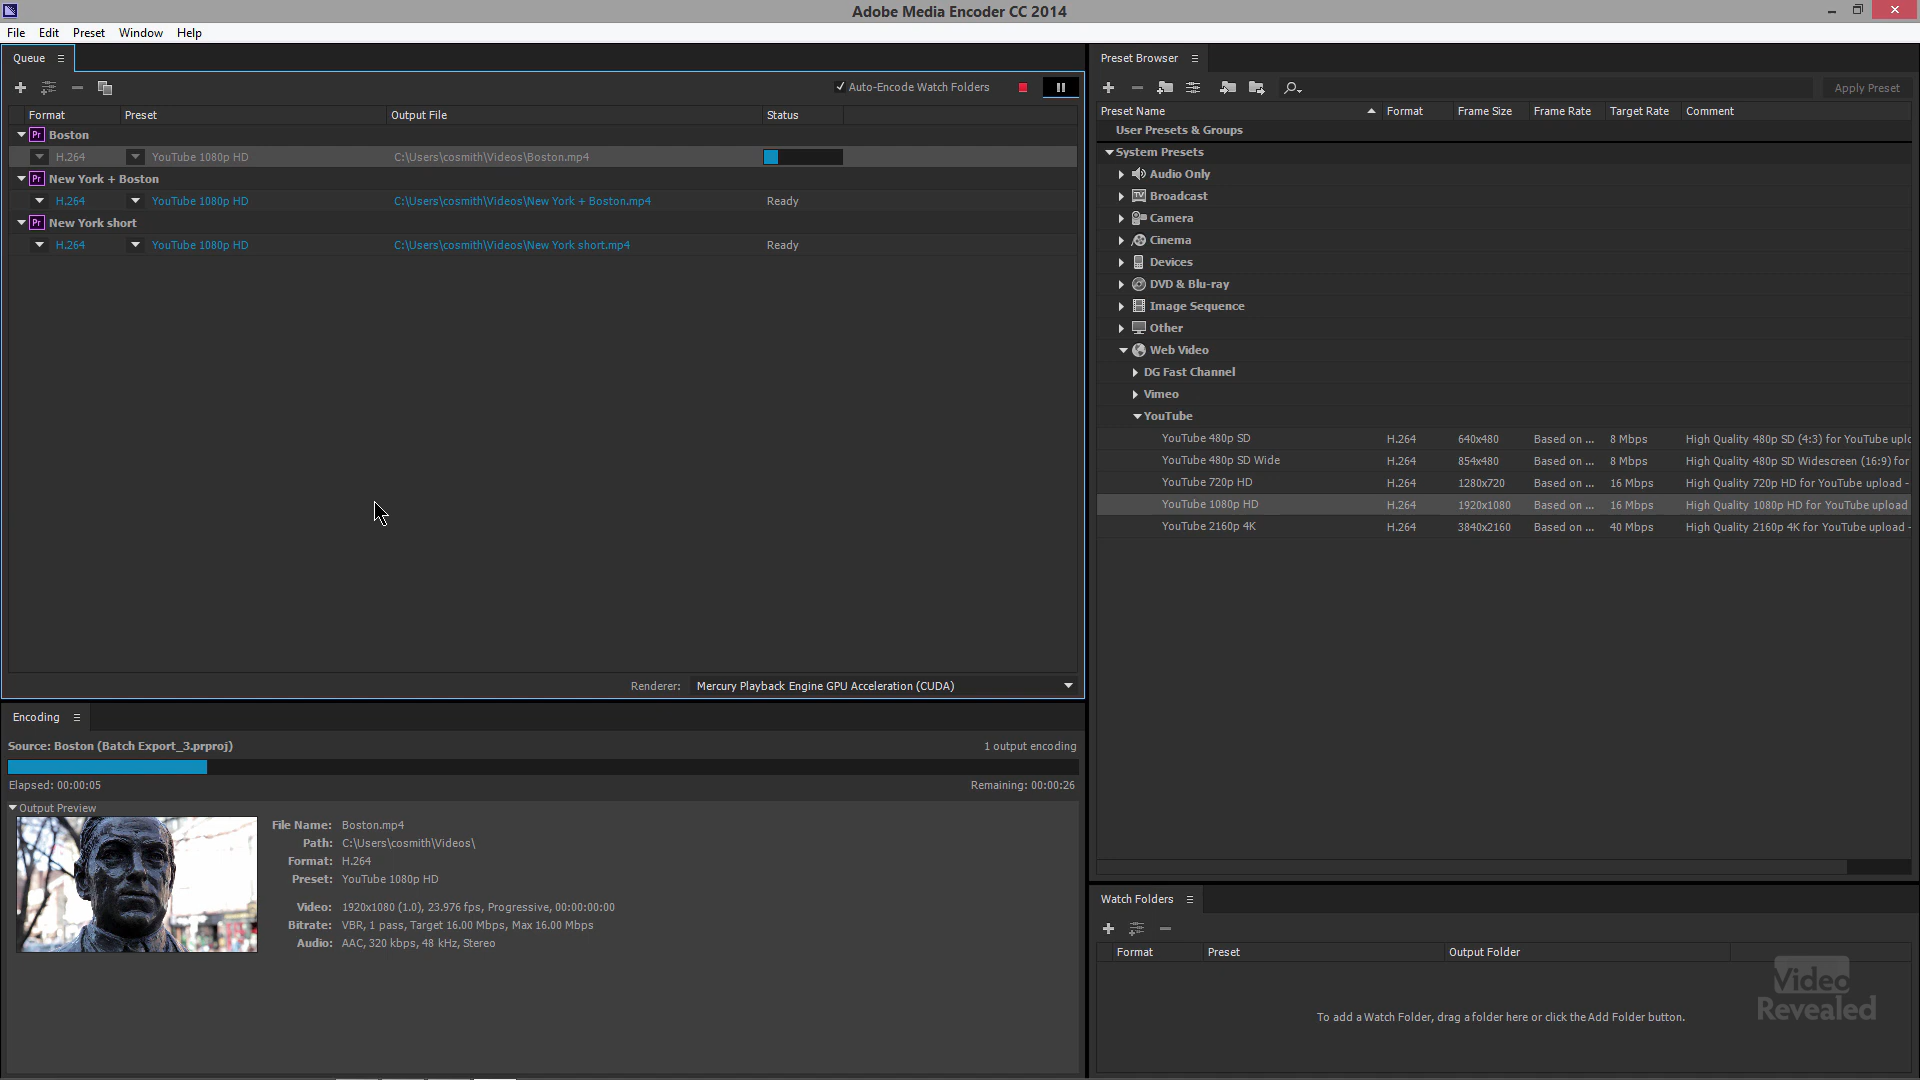 Adobe Media Encoder CC 2014
File Edit Preset Window Help
Queue
Auto-Encode Watch Folders
Format Preset Output File Status
Pr Boston
H.264 YouTube 1080p HD C:\Users\cosmith\Videos\Boston.mp4
Pr New York + Boston
H.264 YouTube 1080p HD C:\Users\cosmith\Videos\New York + Boston.mp4 Ready
Pr New York short
H.264 YouTube 1080p HD C:\Users\cosmith\Videos\New York short.mp4 Ready
Renderer: Mercury Playback Engine GPU Acceleration (CUDA)
Encoding
Source: Boston (Batch Export_3.prproj) 1 output encoding
Elapsed: 00:00:05 Remaining: 00:00:26
Output Preview
File Name: Boston.mp4
Path: C:\Users\cosmith\Videos\
Format: H.264
Preset: YouTube 1080p HD
Video: 1920x1080 (1.0), 23.976 fps, Progressive, 00:00:00:00
Bitrate: VBR, 1 pass, Target 16.00 Mbps, Max 16.00 Mbps
Audio: AAC, 320 kbps, 48 kHz, Stereo
Preset Browser
Apply Preset
Preset Name Format Frame Size Frame Rate Target Rate Comment
User Presets & Groups
System Presets
Audio Only
TV Broadcast
Camera
Cinema
Devices
DVD & Blu-ray
Image Sequence
Other
Web Video
DG Fast Channel
Vimeo
YouTube
YouTube 480p SD H.264 640x480 Based on ... 8 Mbps High Quality 480p SD (4:3) for YouTube uplo
YouTube 480p SD Wide H.264 854x480 Based on ... 8 Mbps High Quality 480p SD Widescreen (16:9) for
YouTube 720p HD H.264 1280x720 Based on ... 16 Mbps High Quality 720p HD for YouTube upload -
YouTube 1080p HD H.264 1920x1080 Based on ... 16 Mbps High Quality 1080p HD for YouTube upload
YouTube 2160p 4K H.264 3840x2160 Based on ... 40 Mbps High Quality 2160p 4K for YouTube upload -
Watch Folders
Format Preset Output Folder
To add a Watch Folder, drag a folder here or click the Add Folder button.
Video
Revealed